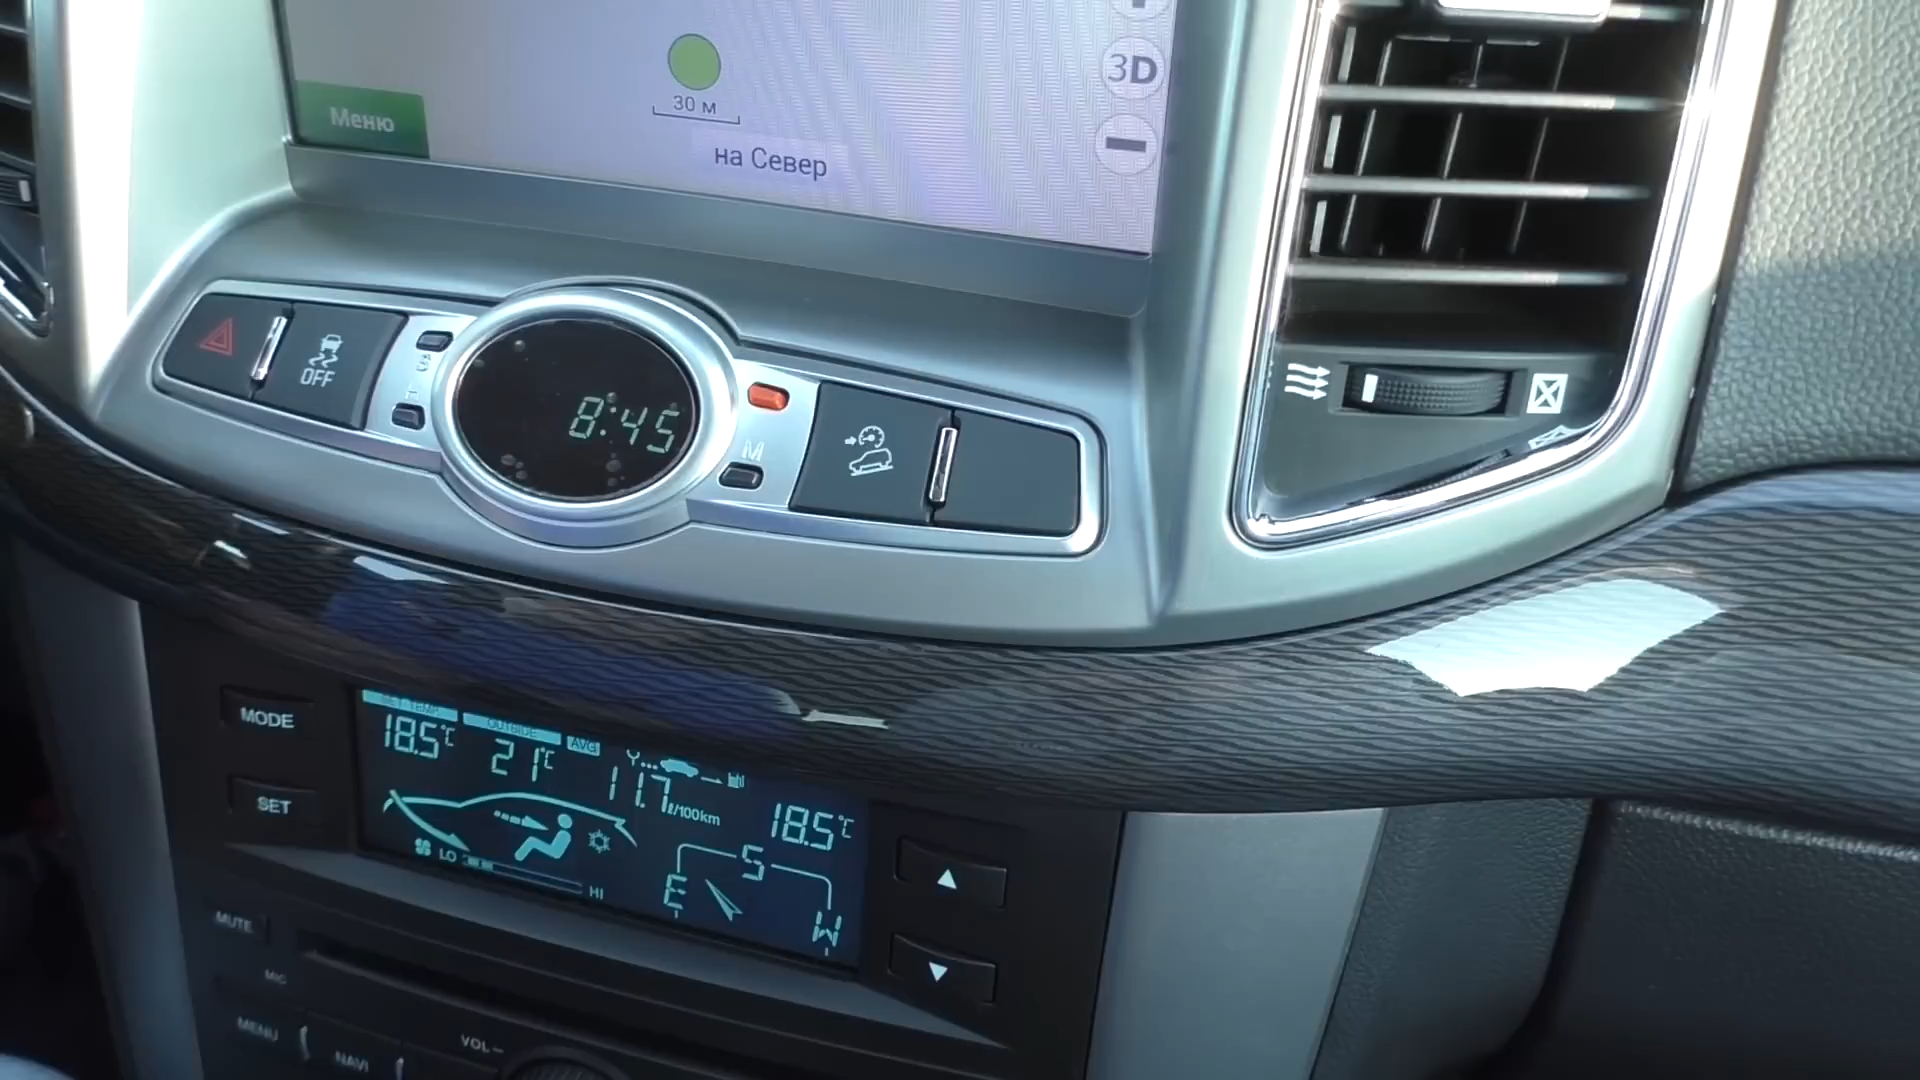 3D
30 м
Меню
на Север
OFF
8:45
M
MODE
SET TEMP
OUTSIDE
AVG
18.5°C
21°C
11.7 ℓ/100km
18.5°C
SET
LO
HI
S
E
W
MUTE
MIC
MENU
NAVI
VOL